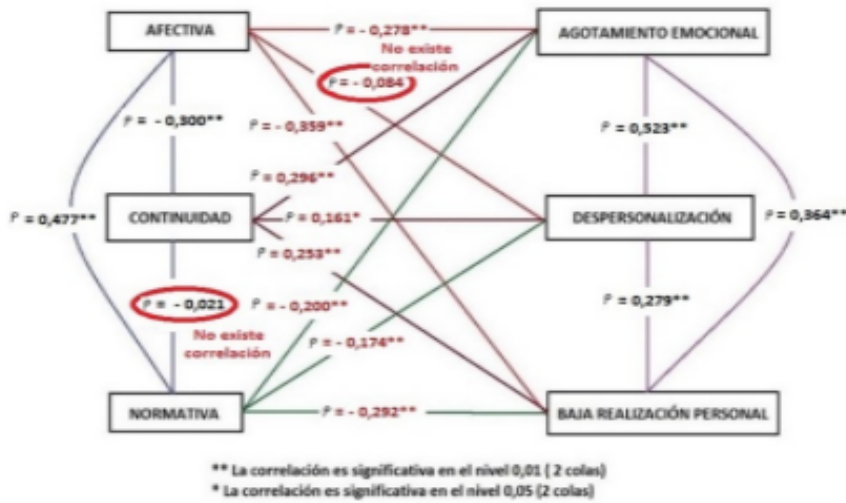 AFECTIVA
ρ = - 0,278**
AGOTAMIENTO EMOCIONAL
No existe
correlación
ρ = - 0,084
ρ = - 0,300**
ρ = - 0,359**
ρ = 0,523**
ρ = 0,296**
ρ = 0,477**
CONTINUIDAD
ρ = 0,161*
DESPERSONALIZACIÓN
ρ = 0,364**
ρ = 0,253**
ρ = - 0,021
ρ = - 0,200**
ρ = 0,279**
No existe
correlación
ρ = - 0,174**
NORMATIVA
ρ = - 0,292**
BAJA REALIZACIÓN PERSONAL
** La correlación es significativa en el nivel 0,01 ( 2 colas)
* La correlación es significativa en el nivel 0,05 (2 colas)